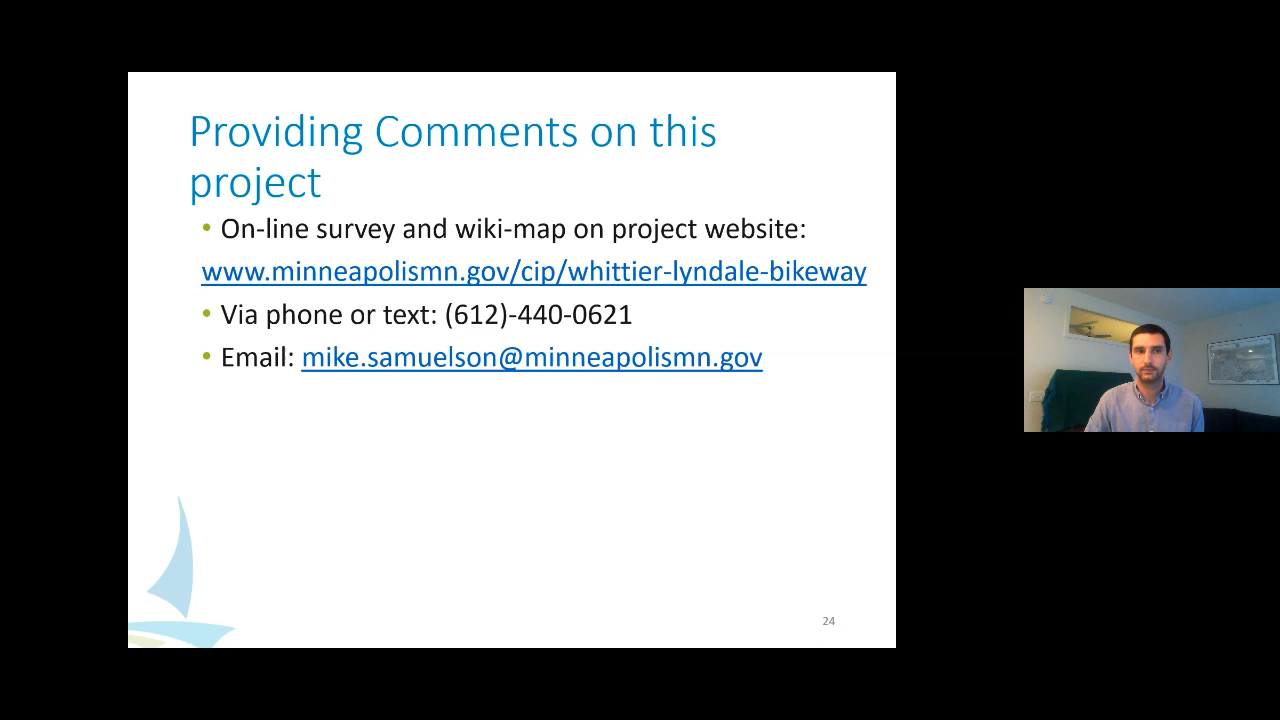 Providing Comments on this
project
• On-line survey and wiki-map on project website:
www.minneapolismn.gov/cip/whittier-lyndale-bikeway
• Via phone or text: (612)-440-0621
• Email: mike.samuelson@minneapolismn.gov
24